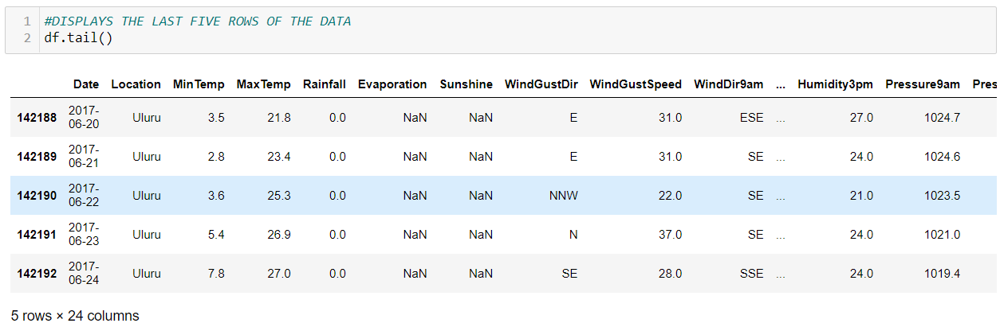 1 #DISPLAYS THE LAST FIVE ROWS OF THE DATA
2 df.tail()
Date Location MinTemp MaxTemp Rainfall Evaporation Sunshine WindGustDir WindGustSpeed WindDir9am ... Humidity3pm Pressure9am Pres
142188 2017-06-20 Uluru 3.5 21.8 0.0 NaN NaN E 31.0 ESE ... 27.0 1024.7
142189 2017-06-21 Uluru 2.8 23.4 0.0 NaN NaN E 31.0 SE ... 24.0 1024.6
142190 2017-06-22 Uluru 3.6 25.3 0.0 NaN NaN NNW 22.0 SE ... 21.0 1023.5
142191 2017-06-23 Uluru 5.4 26.9 0.0 NaN NaN N 37.0 SE ... 24.0 1021.0
142192 2017-06-24 Uluru 7.8 27.0 0.0 NaN NaN SE 28.0 SSE ... 24.0 1019.4
5 rows × 24 columns